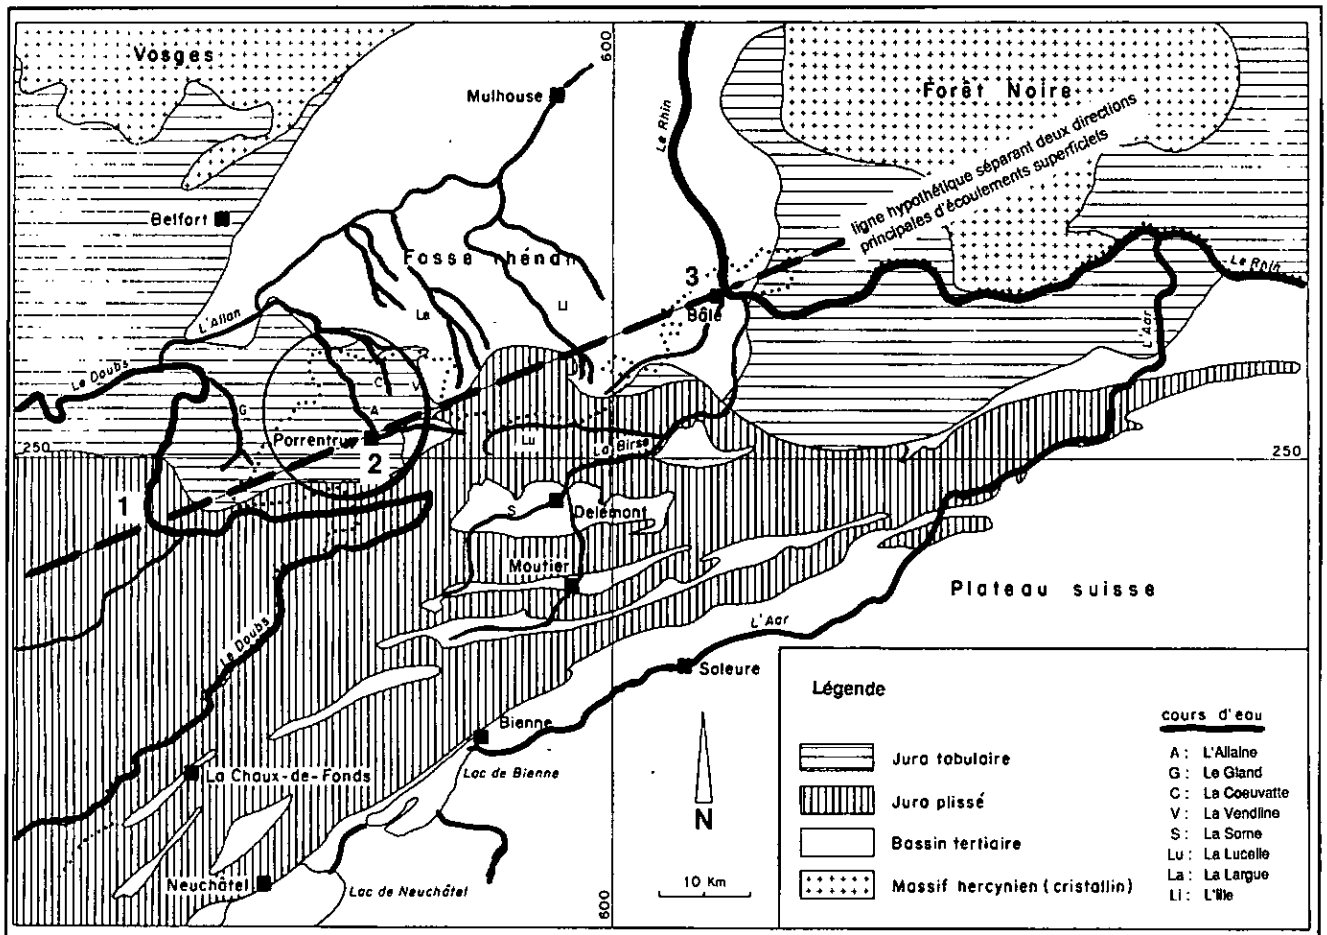 600
Vosges
Mulhouse
Le Rhin
Forêt Noire
ligne hypothétique séparant deux directions
principales d'écoulements superficiels
Belfort
Fosse rhénan
3
Le Rhin
L'Allan
La
Li
Bâle
L'Aar
Le Doubs
G
C
V
A
Porrentruy
250
2
Lu
La Birse
250
1
S
Delémont
Moutier
Plateau suisse
Le Doubs
L'Aar
Soleure
Bienne
La Chaux-de-Fonds
Lac de Bienne
N
Neuchâtel
Lac de Neuchâtel
600
10 Km
Légende
Jura tabulaire
Jura plissé
Bassin tertiaire
Massif hercynien (cristallin)
cours d'eau
A : L'Allaine
G : Le Gland
C : La Coeuvatte
V : La Vendline
S : La Sorne
Lu : La Lucelle
La : La Largue
Li : L'Ille